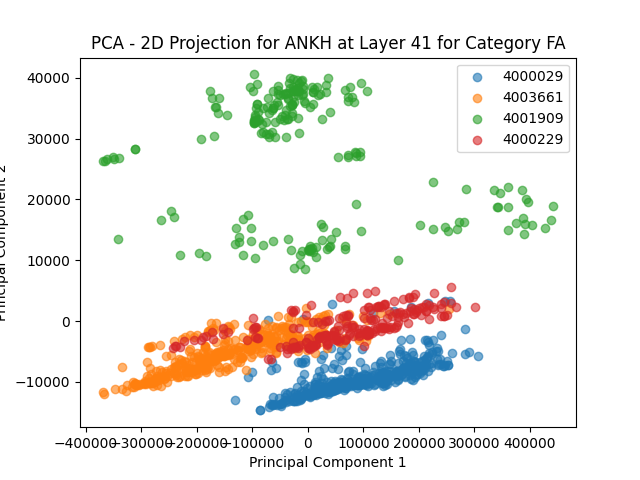 PCA - 2D Projection for ANKH at Layer 41 for Category FA
40000
30000
20000
10000
0
−10000
Principal Component 2
4000029
4003661
4001909
4000229
−400000 −300000 −200000 −100000 0 100000 200000 300000 400000
Principal Component 1